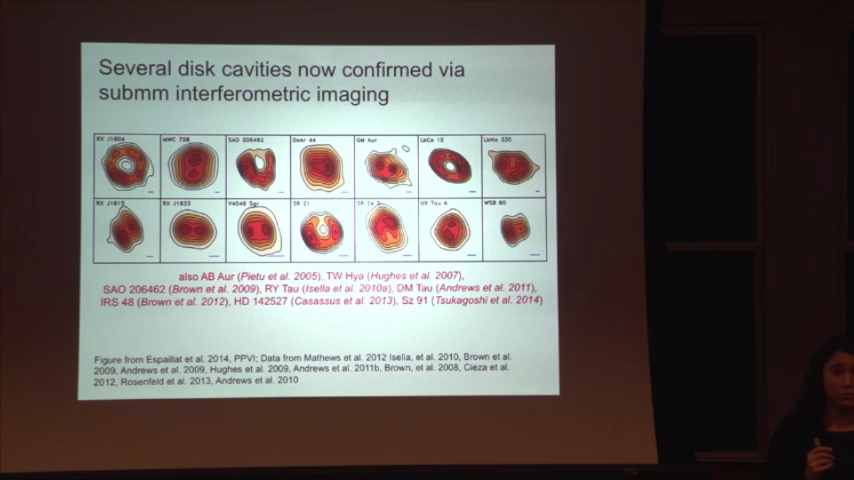 Several disk cavities now confirmed via
submm interferometric imaging
RX J1604 MWC 758 SAO 206462 DoAr 44 GM Aur LkCa 15 LkHa 330
RX J1615 RX J1633 V4046 Sgr SR 21 SR 24 S UX Tau A WSB 60
also AB Aur (Pietu et al. 2005), TW Hya (Hughes et al. 2007),
SAO 206462 (Brown et al. 2009), RY Tau (Isella et al. 2010a), DM Tau (Andrews et al. 2011),
IRS 48 (Brown et al. 2012), HD 142527 (Casassus et al. 2013), Sz 91 (Tsukagoshi et al. 2014)
Figure from Espaillat et al. 2014, PPVI; Data from Mathews et al. 2012 Isella, et al. 2010, Brown et al.
2009, Andrews et al. 2009, Hughes et al. 2009, Andrews et al. 2011b, Brown, et al. 2008, Cieza et al.
2012, Rosenfeld et al. 2013, Andrews et al. 2010